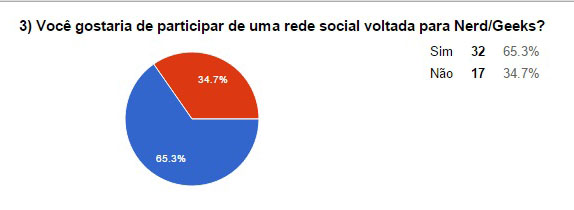 3) Você gostaria de participar de uma rede social voltada para Nerd/Geeks?
Sim 32 65.3%
Não 17 34.7%
34.7%
65.3%